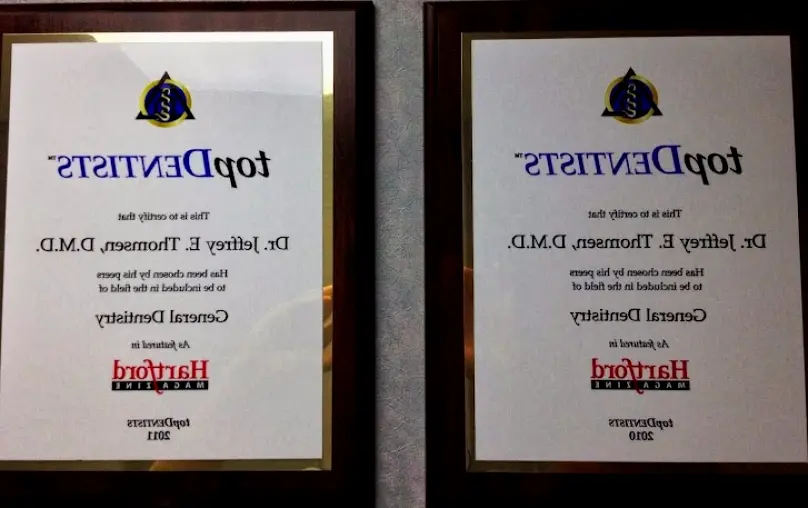 topDENTISTS™
This is to certify that
Dr. Jeffrey E. Thomsen, D.M.D.
Has been chosen by his peers
to be included in the field of
General Dentistry
As featured in
Hartford
MAGAZINE
topDENTISTS
2011
topDENTISTS™
This is to certify that
Dr. Jeffrey E. Thomsen, D.M.D.
Has been chosen by his peers
to be included in the field of
General Dentistry
As featured in
Hartford
MAGAZINE
topDENTISTS
2010